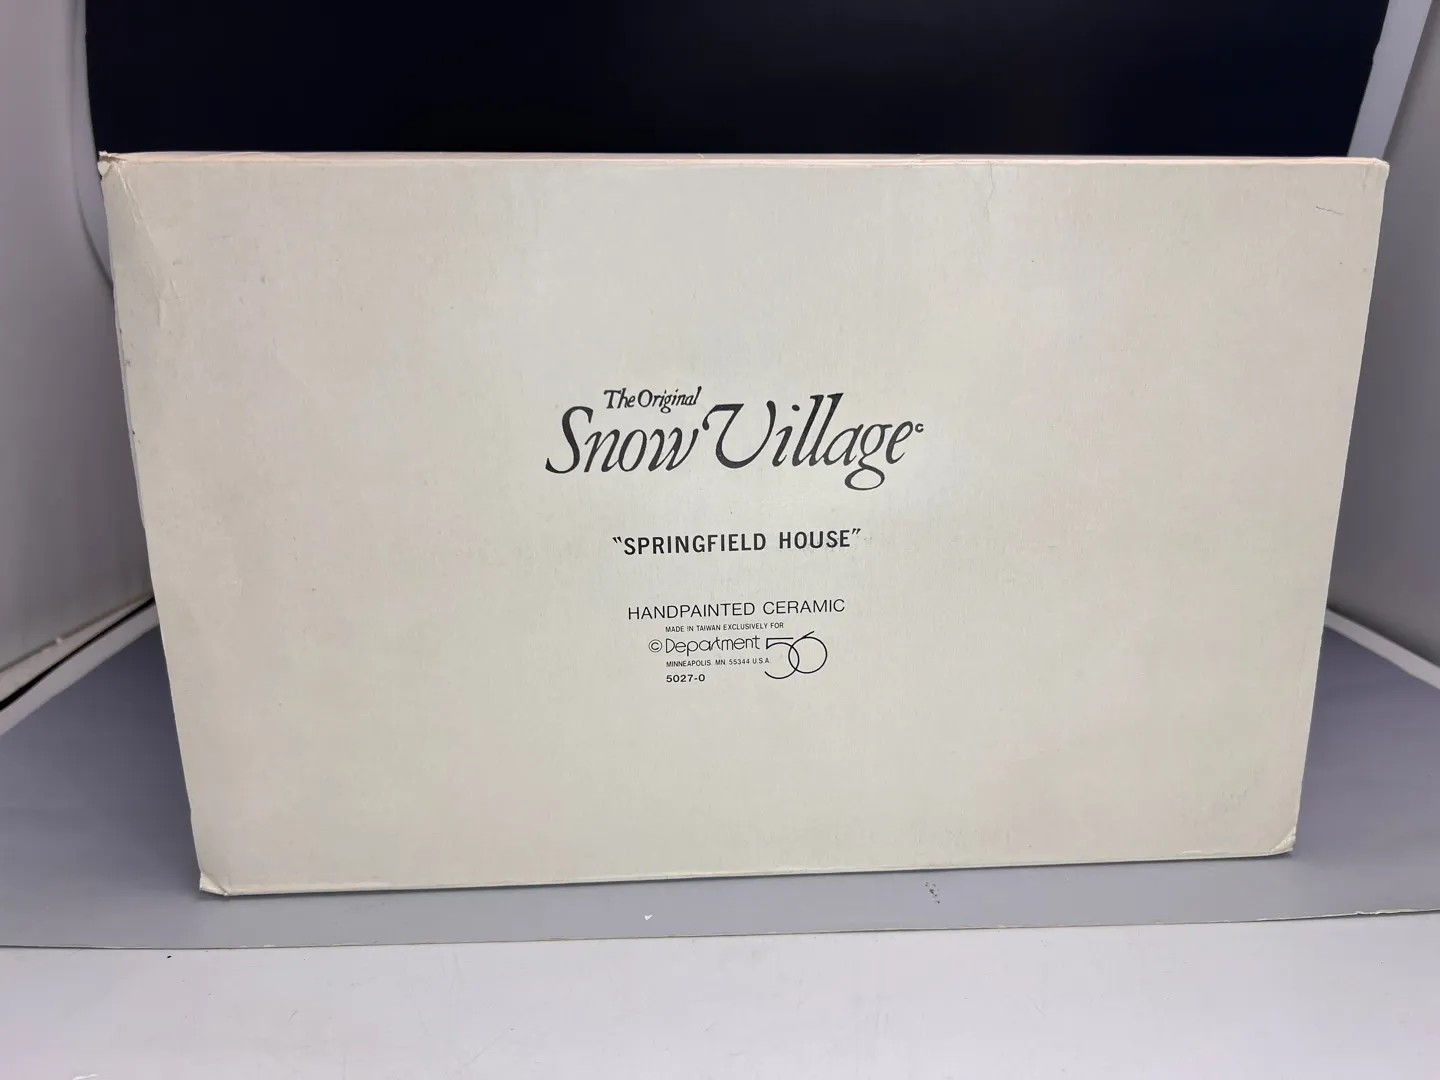 The Original
Snow Village©
"SPRINGFIELD HOUSE"
HANDPAINTED CERAMIC
MADE IN TAIWAN EXCLUSIVELY FOR
© Department 56
MINNEAPOLIS. MN. 55344 U.S.A.
5027-0